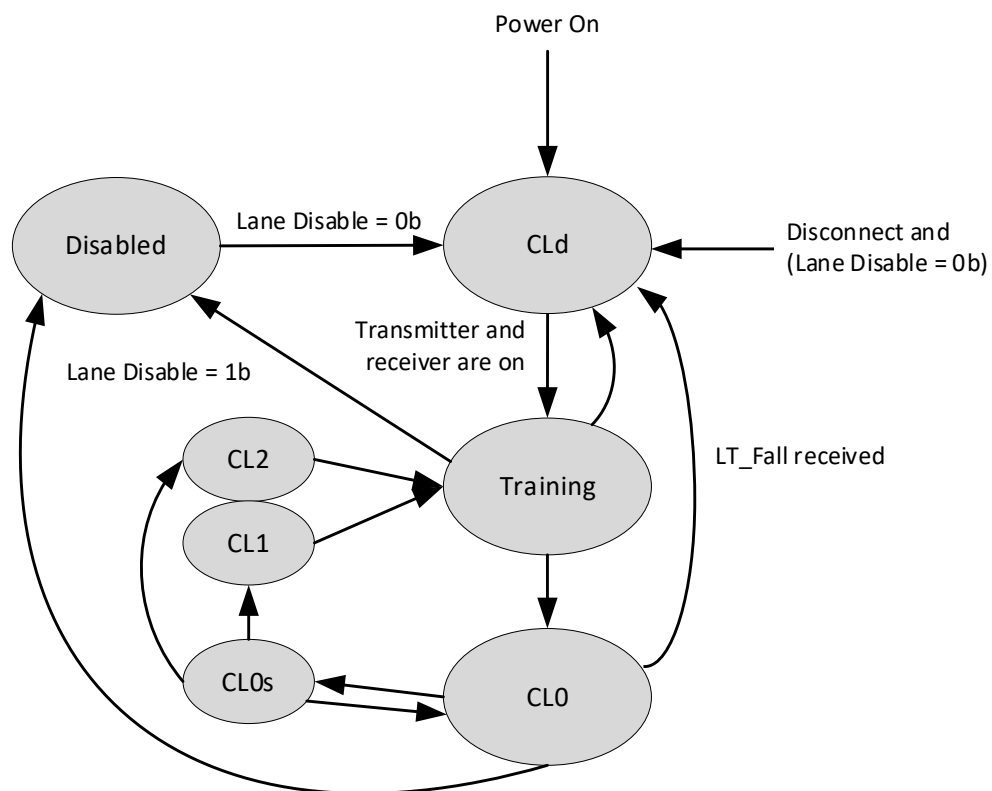 Power On
Disabled
Lane Disable = 0b
CLd
Disconnect and
(Lane Disable = 0b)
Transmitter and
receiver are on
Lane Disable = 1b
CL2
Training
LT_Fall received
CL1
CL0s
CL0